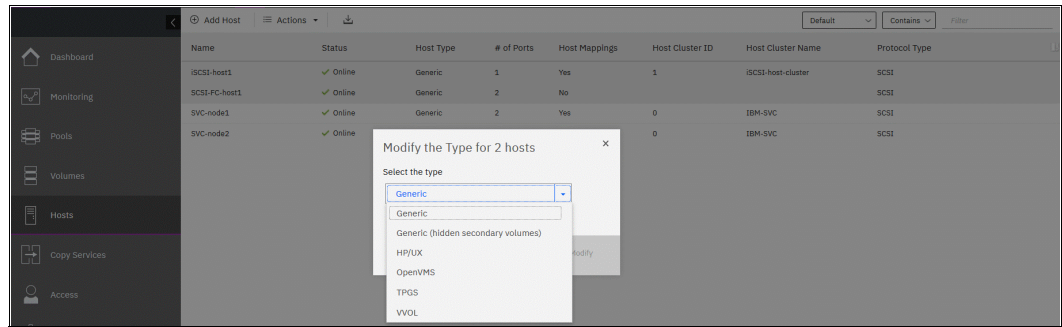 Add Host Actions Default Contains Filter
Name Status Host Type # of Ports Host Mappings Host Cluster ID Host Cluster Name Protocol Type
Dashboard
iSCSI-host1 Online Generic 1 Yes 1 iSCSI-host-cluster SCSI
SCSI-FC-host1 Online Generic 2 No SCSI
Monitoring
SVC-node1 Online Generic 2 Yes 0 IBM-SVC SCSI
SVC-node2 Online 0 IBM-SVC SCSI
Pools
Modify the Type for 2 hosts
Select the type
Volumes
Generic
Generic
Hosts
Generic (hidden secondary volumes)
HP/UX Modify
Copy Services
OpenVMS
TPGS
Access
VVOL